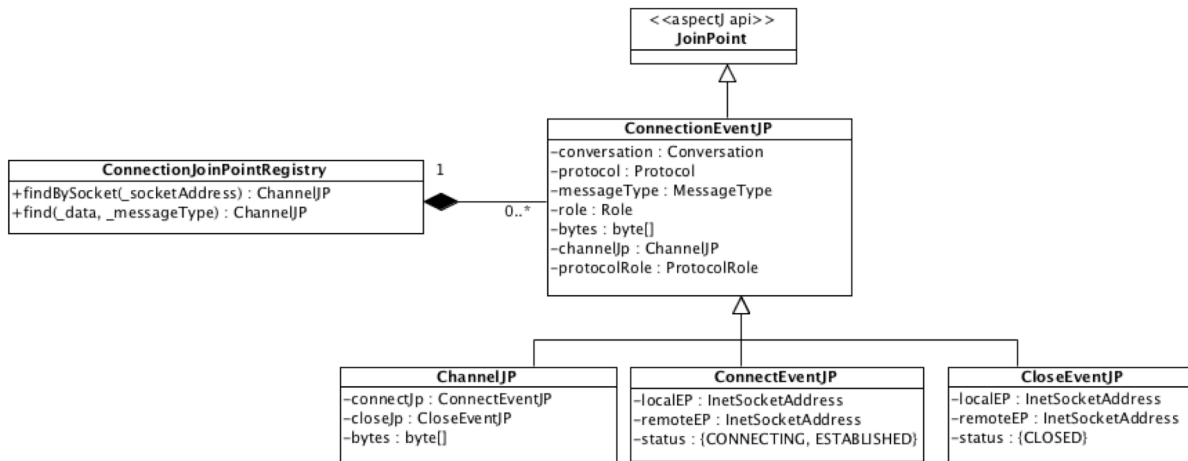 <<aspectJ api>>
JoinPoint
ConnectionEventJP
-conversation : Conversation
-protocol : Protocol
-messageType : MessageType
-role : Role
-bytes : byte[]
-channelJp : ChannelJP
-protocolRole : ProtocolRole
ConnectionJoinPointRegistry
+findBySocket(_socketAddress) : ChannelJP
+find(_data, _messageType) : ChannelJP
1
0..*
ChannelJP
-connectJp : ConnectEventJP
-closeJp : CloseEventJP
-bytes : byte[]
ConnectEventJP
-localEP : InetSocketAddress
-remoteEP : InetSocketAddress
-status : {CONNECTING, ESTABLISHED}
CloseEventJP
-localEP : InetSocketAddress
-remoteEP : InetSocketAddress
-status : {CLOSED}